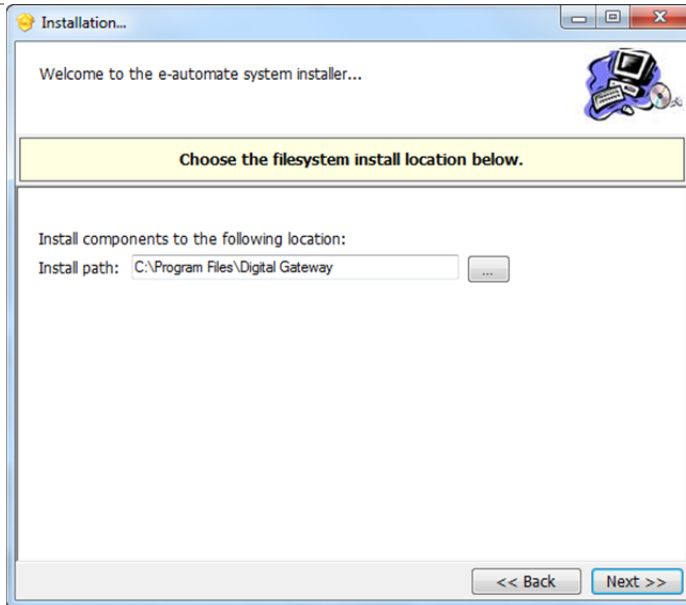 Installation...
Welcome to the e-automate system installer...
Choose the filesystem install location below.
Install components to the following location:
Install path: C:\Program Files\Digital Gateway ...
<< Back Next >>